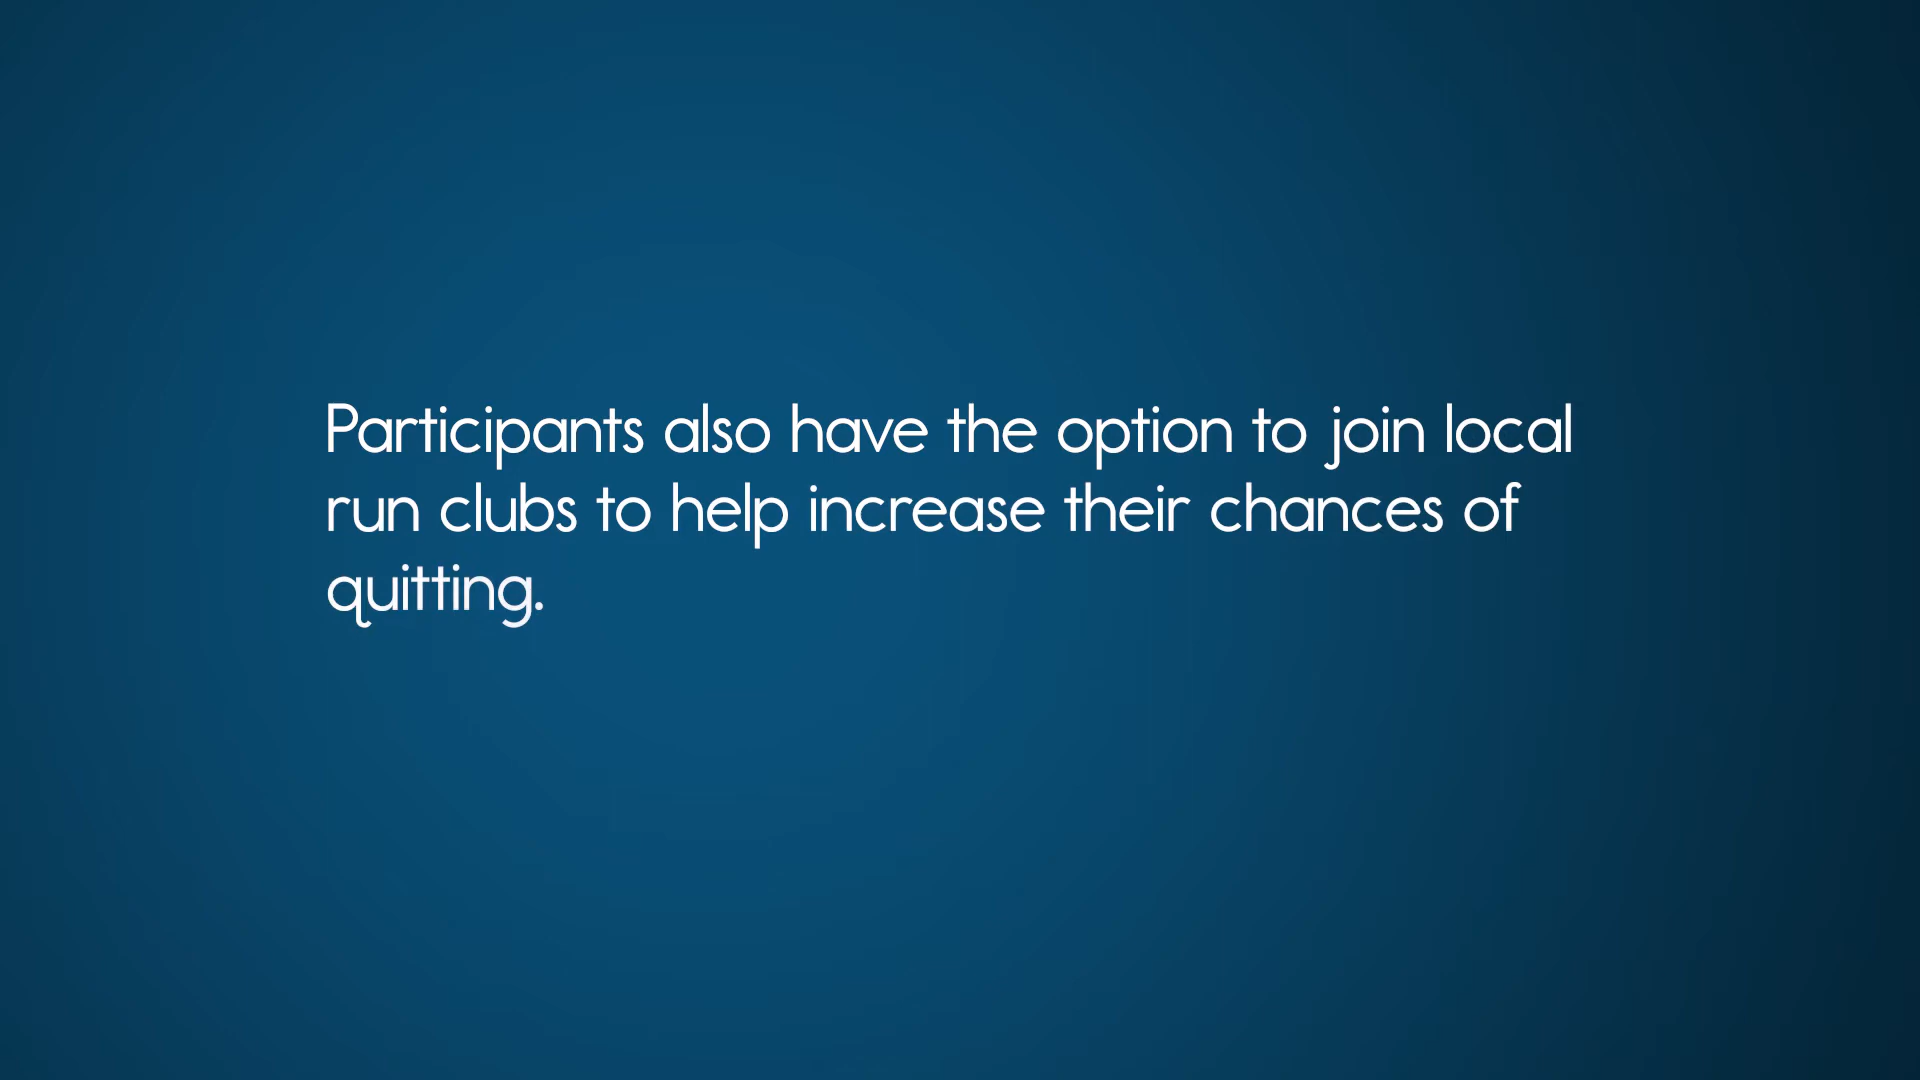 Participants also have the option to join local
run clubs to help increase their chances of
quitting.